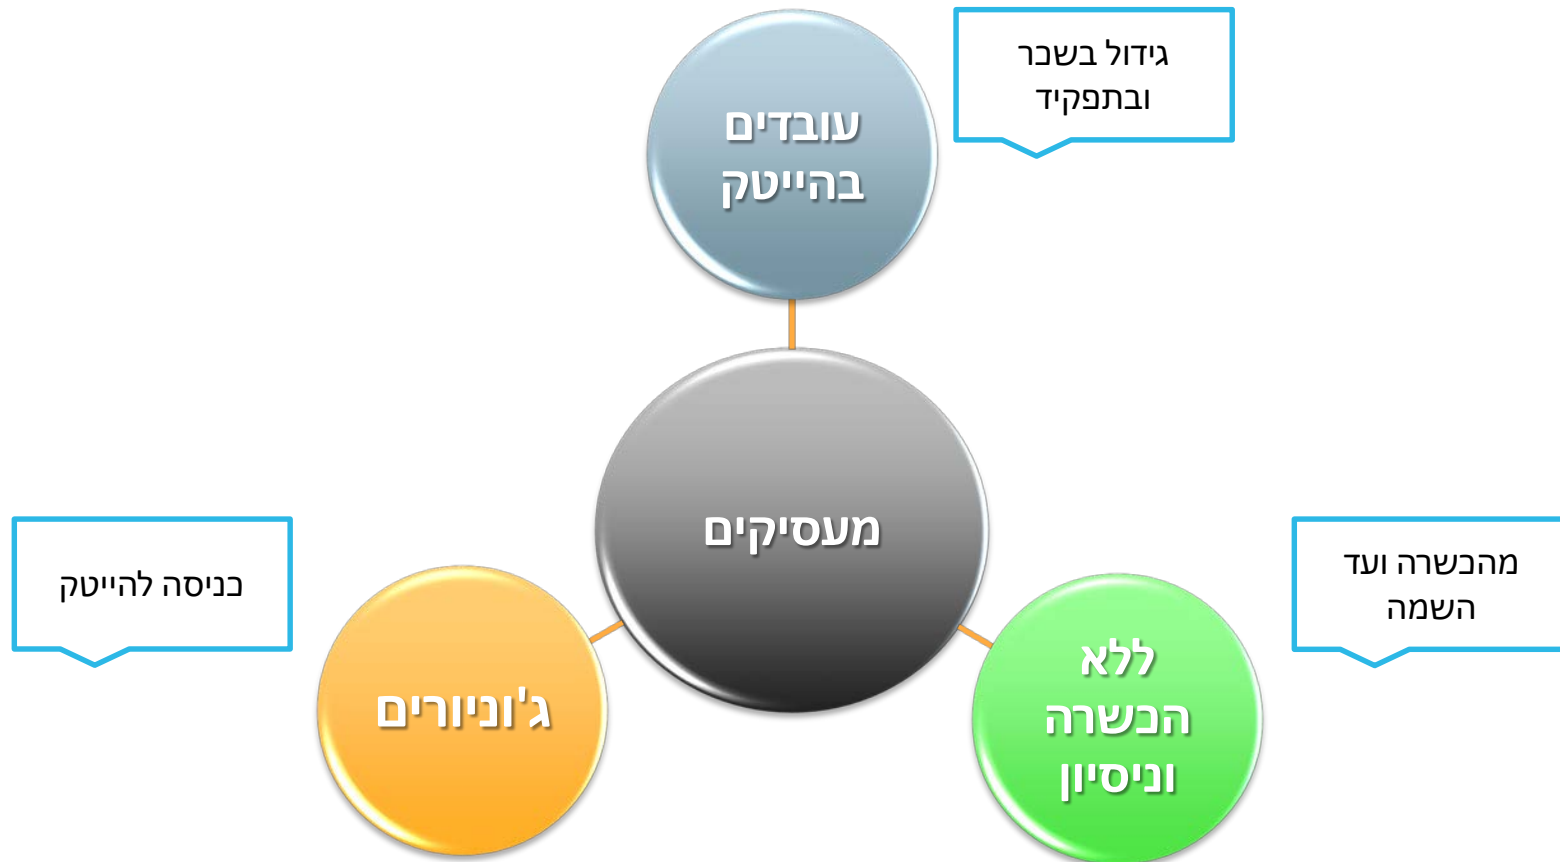 גידול בשכר
ובתפקיד
עובדים
בהייטק
מעסיקים
מהכשרה ועד
השמה
ללא
הכשרה
וניסיון
כניסה להייטק
ג'וניורים